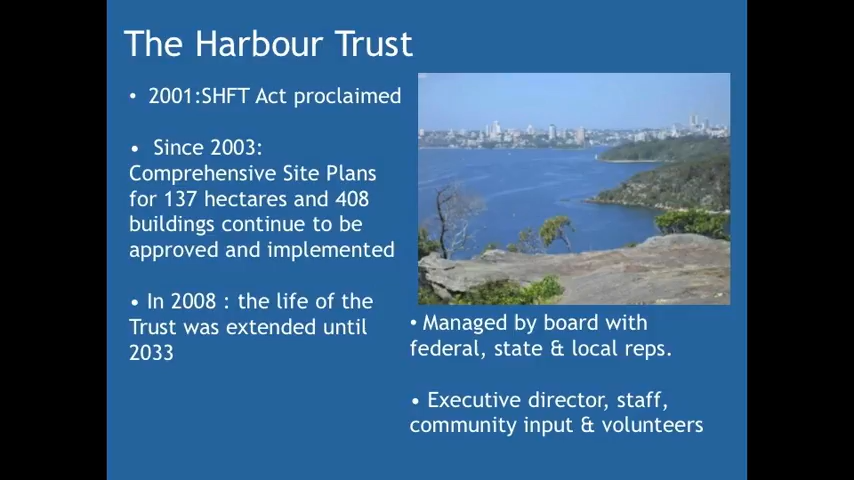 The Harbour Trust
• 2001:SHFT Act proclaimed
• Since 2003:
Comprehensive Site Plans
for 137 hectares and 408
buildings continue to be
approved and implemented
• In 2008 : the life of the
Trust was extended until
2033
• Managed by board with
federal, state & local reps.
• Executive director, staff,
community input & volunteers